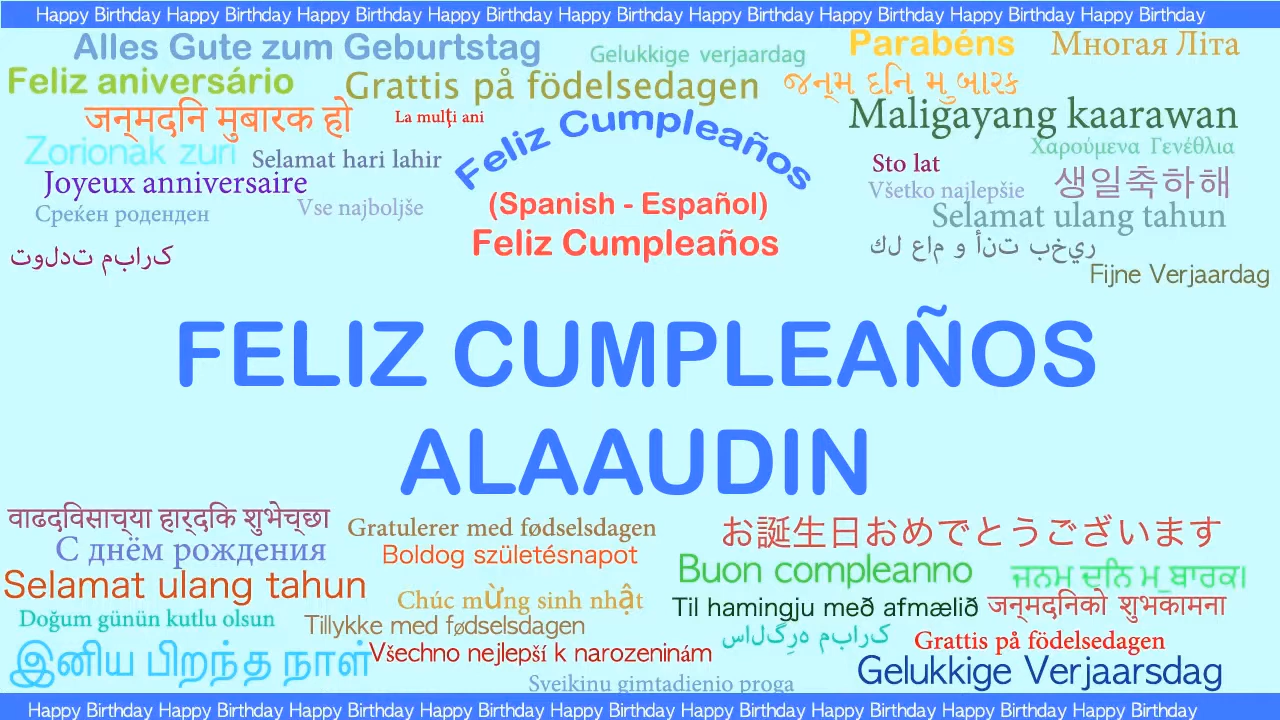 Happy Birthday Happy Birthday Happy Birthday Happy Birthday Happy Birthday Happy Birthday Happy Birthday Happy Birthday Happy Birthday
Alles Gute zum Geburtstag
Gelukkige verjaardag
Parabéns
Многая Літа
Feliz aniversário
Grattis på födelsedagen
જન્મ દિન મુબારક
जन्मदिन मुबारक हो
La mulţi ani
Feliz Cumpleaños
Maligayang kaarawan
Zorionak zuri
Selamat hari lahir
Χαρούμενα Γενέθλια
Sto lat
Joyeux anniversaire
(Spanish - Español)
Všetko najlepšie
생일축하해
Среќен роденден
Vse najboljše
Feliz Cumpleaños
Selamat ulang tahun
تولدت مبارک
كل عام و أنت بخير
Fijne Verjaardag
FELIZ CUMPLEAÑOS
ALAAUDIN
वाढदिवसाच्या हार्दिक शुभेच्छा
Gratulerer med fødselsdagen
お誕生日おめでとうございます
С днём рождения
Boldog születésnapot
Buon compleanno
ਜਨਮ ਦਿਨ ਮੁਬਾਰਕ।
Selamat ulang tahun
Chúc mừng sinh nhật
Til hamingju með afmælið
जन्मदिनको शुभकामना
Doğum günün kutlu olsun
Tillykke med fødselsdagen
سالگرہ مبارک
Grattis på födelsedagen
இனிய பிறந்த நாள்
Všechno nejlepší k narozeninám
Gelukkige Verjaarsdag
Sveikinu gimtadienio proga
Happy Birthday Happy Birthday Happy Birthday Happy Birthday Happy Birthday Happy Birthday Happy Birthday Happy Birthday Happy Birthday